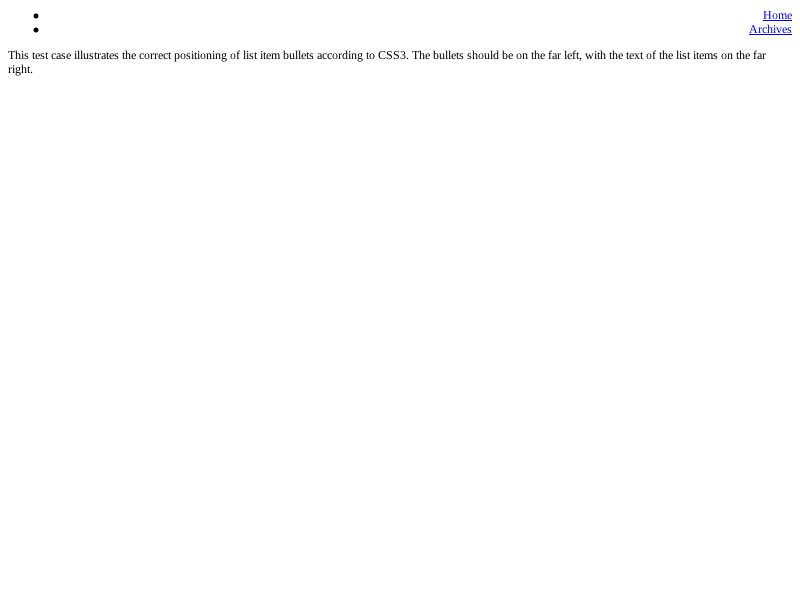 Home
Archives
This test case illustrates the correct positioning of list item bullets according to CSS3. The bullets should be on the far left, with the text of the list items on the far
right.